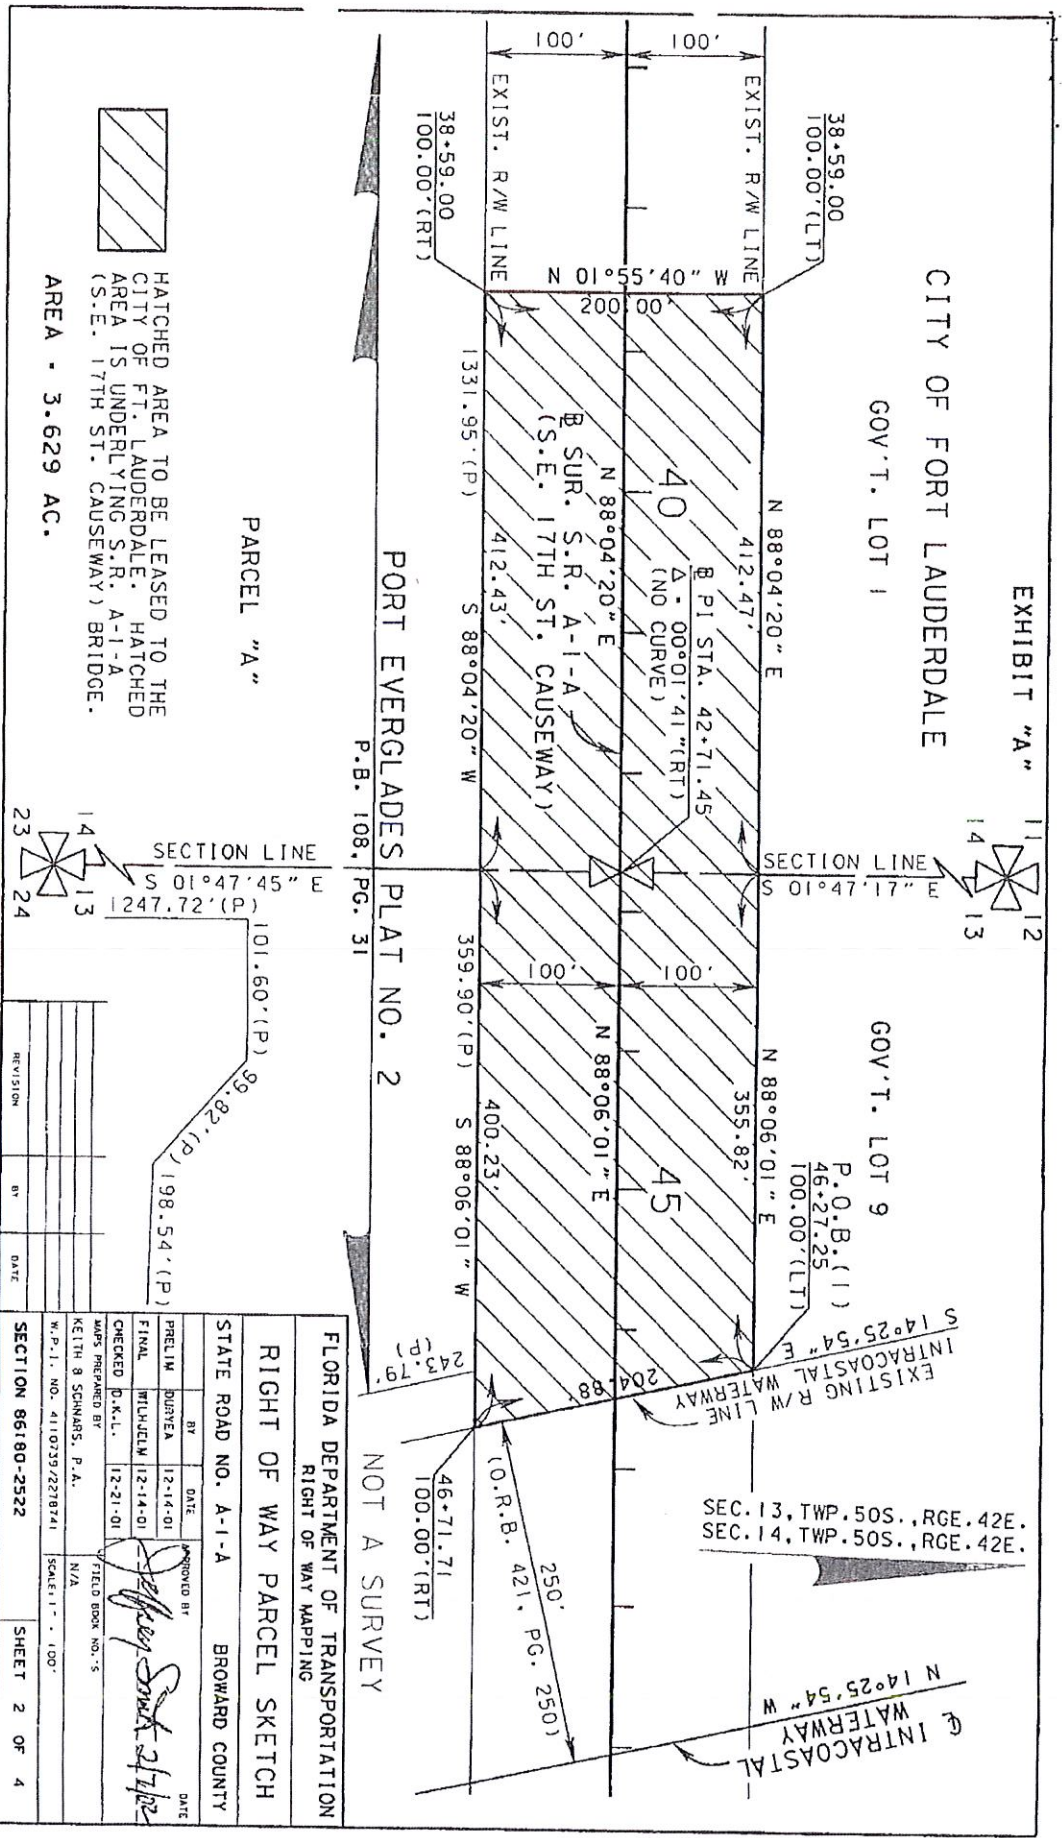 EXHIBIT "A"
CITY OF FORT LAUDERDALE
GOV'T. LOT 1
GOV'T. LOT 9
11 12
14 13
SECTION LINE
S 01°47'17" E
38+59.00
100.00'(LT)
P.O.B.(1)
46+27.25
100.00'(LT)
EXIST. R/W LINE
N 88°04'20" E
412.47'
N 88°06'01" E
355.82'
S 14°25'54" E
EXISTING R/W LINE
INTRACOASTAL WATERWAY
SEC.13,TWP.50S.,RGE.42E.
SEC.14,TWP.50S.,RGE.42E.
N 14°25'54" W
℄ INTRACOASTAL
WATERWAY
100'
100'
N 01°55'40" W
200.00'
40
B PI STA. 42+71.45
Δ - 00°01'41"(RT)
(NO CURVE)
N 88°04'20" E
B SUR. S.R. A-1-A
(S.E. 17TH ST. CAUSEWAY)
100'
100'
45
N 88°06'01" E
204.88'
EXIST. R/W LINE
38+59.00
100.00'(RT)
1331.95'(P)
412.43'
S 88°04'20" W
359.90'(P)
400.23'
S 88°06'01" W
243.79'
(P)
46+71.71
100.00'(RT)
250'
(O.R.B. 421, PG. 250)
PORT EVERGLADES PLAT NO. 2
P.B. 108, PG. 31
NOT A SURVEY
PARCEL "A"
SECTION LINE
S 01°47'45" E
1247.72'(P)
101.60'(P)
99.82'(P)
198.54'(P)
14 13
23 24
HATCHED AREA TO BE LEASED TO THE
CITY OF FT. LAUDERDALE. HATCHED
AREA IS UNDERLYING S.R. A-1-A
(S.E. 17TH ST. CAUSEWAY) BRIDGE.
AREA - 3.629 AC.
REVISION BY DATE
FLORIDA DEPARTMENT OF TRANSPORTATION
RIGHT OF WAY MAPPING
RIGHT OF WAY PARCEL SKETCH
STATE ROAD NO. A-1-A BROWARD COUNTY
BY DATE APPROVED BY DATE
PRELIM DURYEA 12-14-01
FINAL WILHJELM 12-14-01
CHECKED D.K.L. 12-21-01
Jeffrey Smith 2/7/02
MAPS PREPARED BY
KEITH & SCHNARS, P.A.
FIELD BOOK NO.'S
N/A
W.P.I. NO. 4110739/2278741 SCALE: 1" - 100'
SECTION 86180-2522 SHEET 2 OF 4